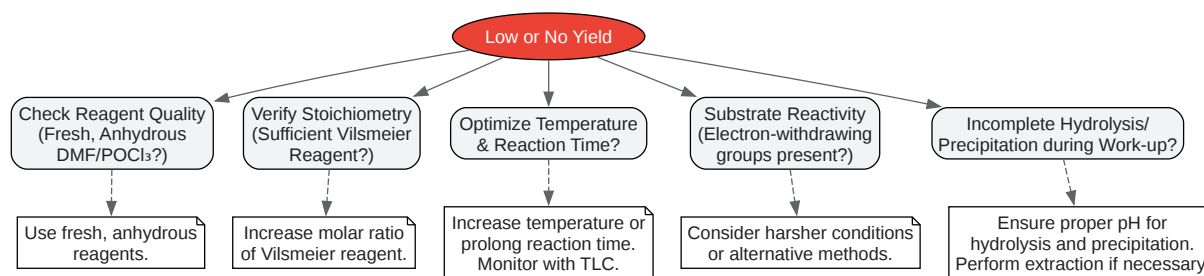 Low or No Yield
Check Reagent Quality
(Fresh, Anhydrous
DMF/POCl₃?)
Verify Stoichiometry
(Sufficient Vilsmeier
Reagent?)
Optimize Temperature
& Reaction Time?
Substrate Reactivity
(Electron-withdrawing
groups present?)
Incomplete Hydrolysis/
Precipitation during Work-up?
Use fresh, anhydrous
reagents.
Increase molar ratio
of Vilsmeier reagent.
Increase temperature or
prolong reaction time.
Monitor with TLC.
Consider harsher conditions
or alternative methods.
Ensure proper pH for
hydrolysis and precipitation.
Perform extraction if necessary